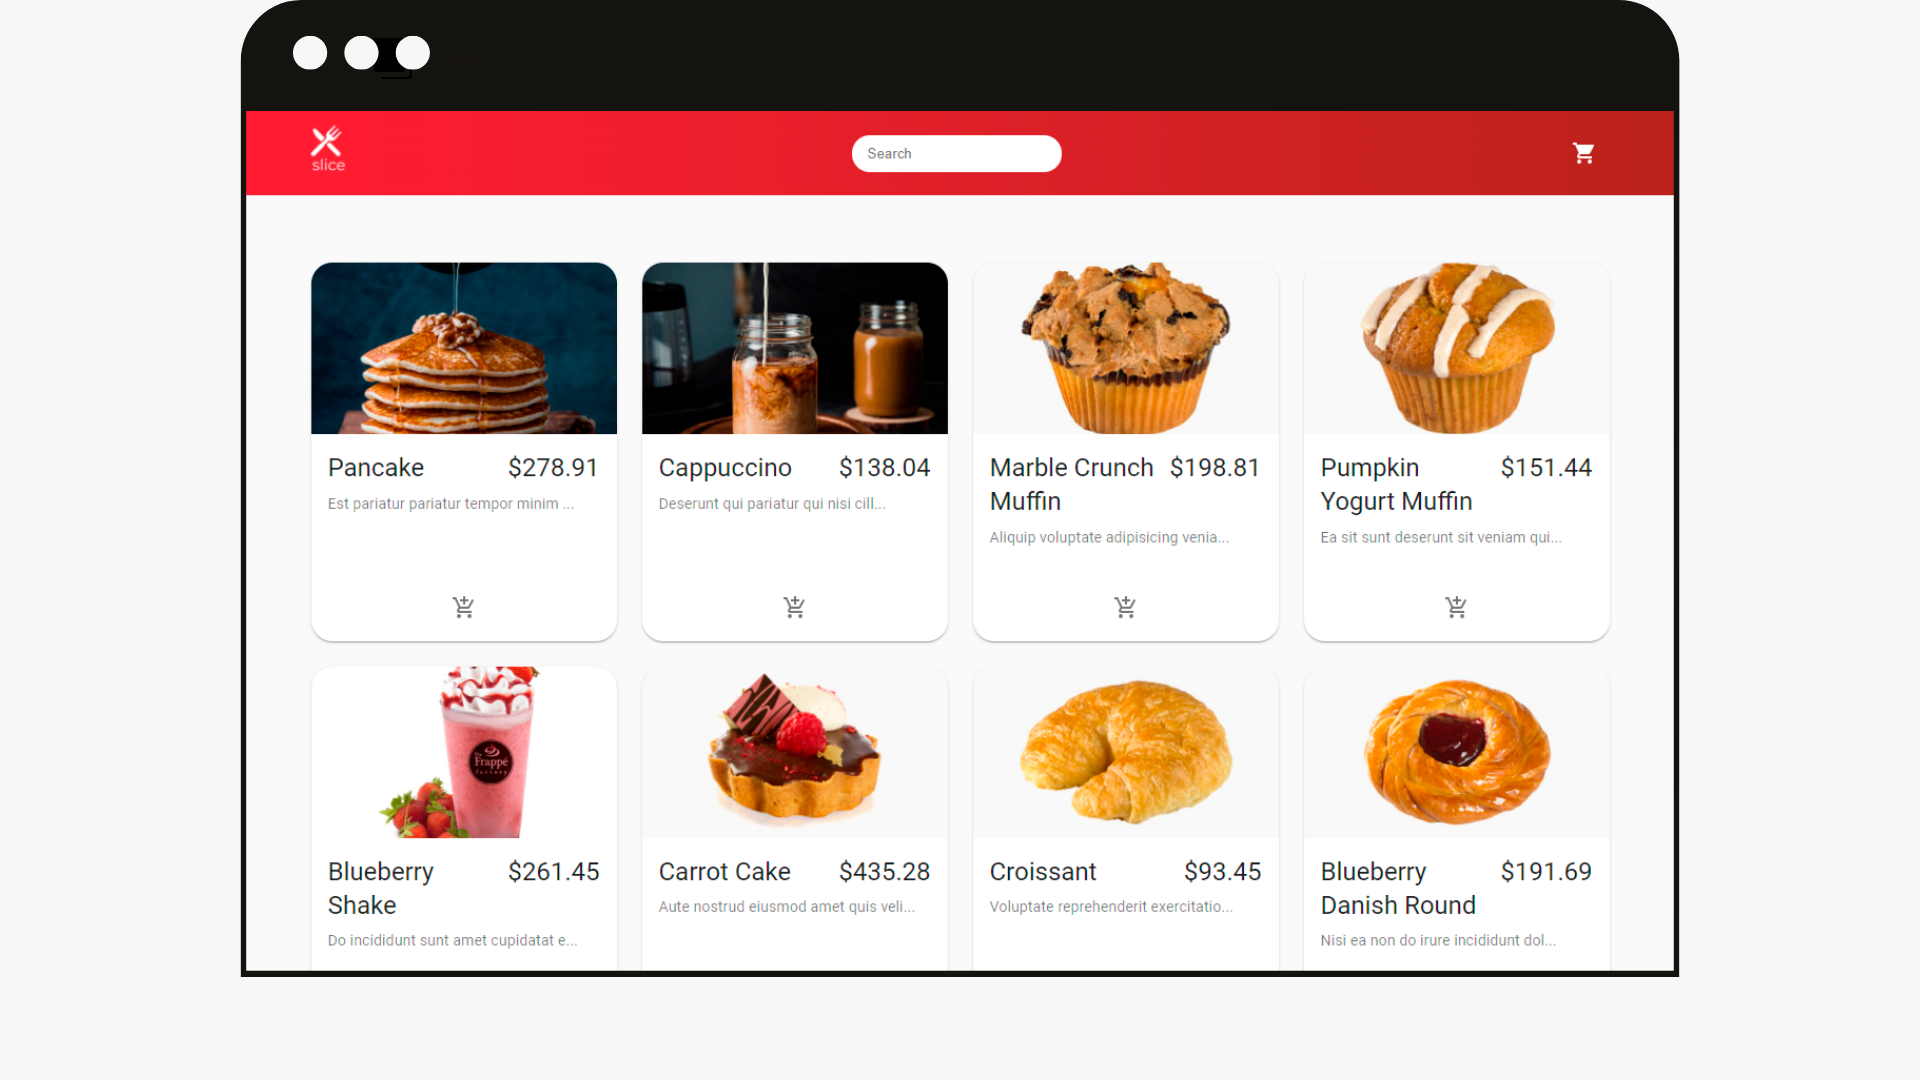 slice
Search
Pancake $278.91
Est pariatur pariatur tempor minim ...
Cappuccino $138.04
Deserunt qui pariatur qui nisi cill...
Marble Crunch $198.81
Muffin
Aliquip voluptate adipisicing venia...
Pumpkin $151.44
Yogurt Muffin
Ea sit sunt deserunt sit veniam qui...
Frappé
factory
Blueberry $261.45
Shake
Do incididunt sunt amet cupidatat e...
Carrot Cake $435.28
Aute nostrud eiusmod amet quis veli...
Croissant $93.45
Voluptate reprehenderit exercitatio...
Blueberry $191.69
Danish Round
Nisi ea non do irure incididunt dol...